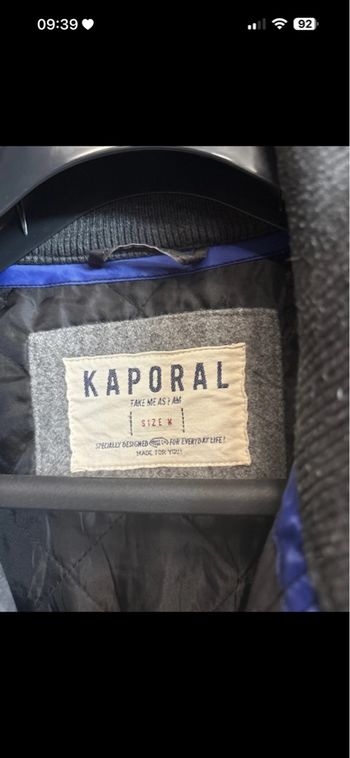 09:39
92
KAPORAL
TAKE ME AS I AM
SIZE M
SPECIALLY DESIGNED FOR EVERYDAY LIFE!
MADE FOR YOU!